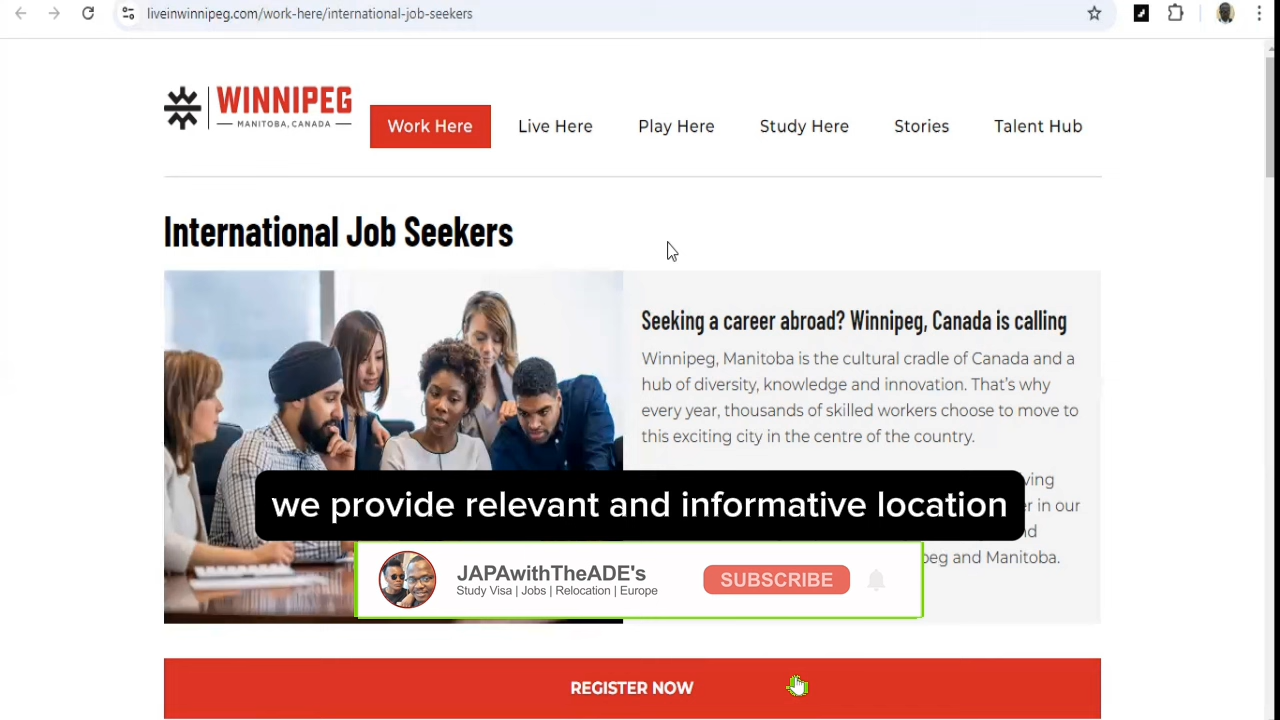 liveinwinnipeg.com/work-here/international-job-seekers
WINNIPEG
MANITOBA, CANADA
Work Here
Live Here
Play Here
Study Here
Stories
Talent Hub
International Job Seekers
Seeking a career abroad? Winnipeg, Canada is calling
Winnipeg, Manitoba is the cultural cradle of Canada and a
hub of diversity, knowledge and innovation. That's why
every year, thousands of skilled workers choose to move to
this exciting city in the centre of the country.
in our
we provide relevant and informative location
and Manitoba.
JAPAwithTheADE's
Study Visa | Jobs | Relocation | Europe
SUBSCRIBE
REGISTER NOW